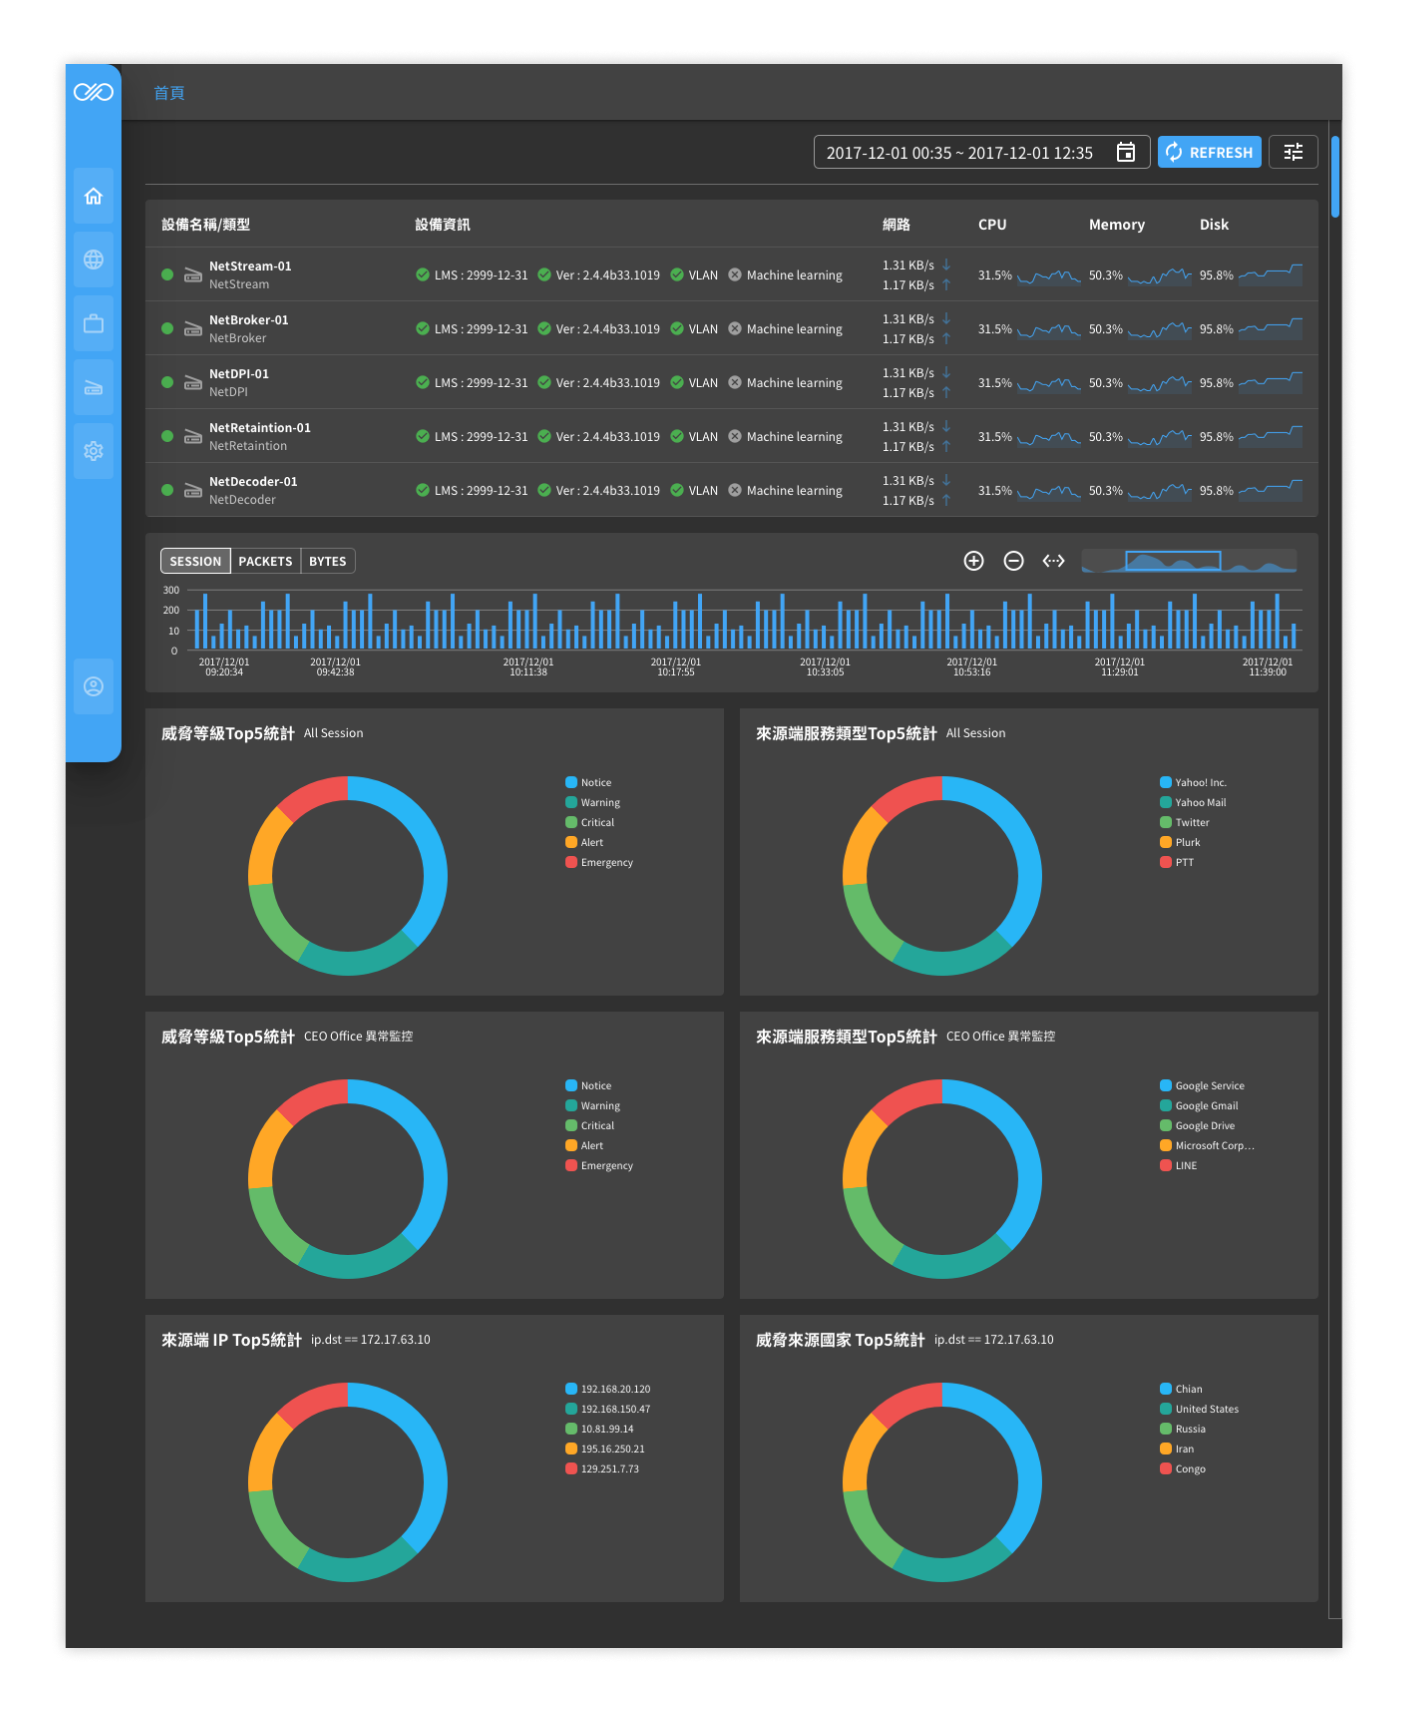 首頁
2017-12-01 00:35 ~ 2017-12-01 12:35 REFRESH
設備名稱/類型 設備資訊 網路 CPU Memory Disk
NetStream-01
NetStream
LMS : 2999-12-31 Ver : 2.4.4b33.1019 VLAN Machine learning
1.31 KB/s
1.17 KB/s
31.5% 50.3% 95.8%
NetBroker-01
NetBroker
LMS : 2999-12-31 Ver : 2.4.4b33.1019 VLAN Machine learning
1.31 KB/s
1.17 KB/s
31.5% 50.3% 95.8%
NetDPI-01
NetDPI
LMS : 2999-12-31 Ver : 2.4.4b33.1019 VLAN Machine learning
1.31 KB/s
1.17 KB/s
31.5% 50.3% 95.8%
NetRetaintion-01
NetRetaintion
LMS : 2999-12-31 Ver : 2.4.4b33.1019 VLAN Machine learning
1.31 KB/s
1.17 KB/s
31.5% 50.3% 95.8%
NetDecoder-01
NetDecoder
LMS : 2999-12-31 Ver : 2.4.4b33.1019 VLAN Machine learning
1.31 KB/s
1.17 KB/s
31.5% 50.3% 95.8%
SESSION PACKETS BYTES
300
200
10
0
2017/12/01 2017/12/01 2017/12/01 2017/12/01 2017/12/01 2017/12/01 2017/12/01 2017/12/01
09:20:34 09:42:38 10:11:38 10:17:55 10:33:05 10:53:16 11:29:01 11:39:00
威脅等級Top5統計 All Session
Notice
Warning
Critical
Alert
Emergency
來源端服務類型Top5統計 All Session
Yahoo! Inc.
Yahoo Mail
Twitter
Plurk
PTT
威脅等級Top5統計 CEO Office 異常監控
Notice
Warning
Critical
Alert
Emergency
來源端服務類型Top5統計 CEO Office 異常監控
Google Service
Google Gmail
Google Drive
Microsoft Corp...
LINE
來源端 IP Top5統計 ip.dst == 172.17.63.10
192.168.20.120
192.168.150.47
10.81.99.14
195.16.250.21
129.251.7.73
威脅來源國家 Top5統計 ip.dst == 172.17.63.10
Chian
United States
Russia
Iran
Congo